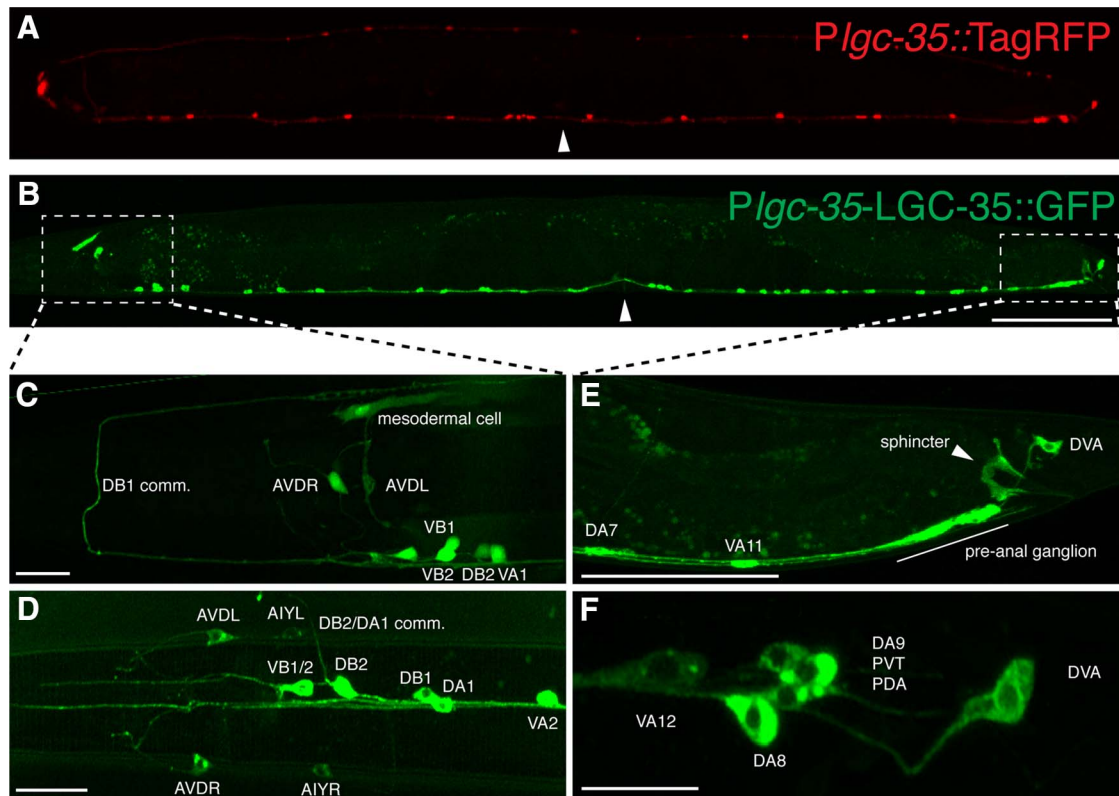 A
Plgc-35::TagRFP
B
Plgc-35-LGC-35::GFP
C
mesodermal cell
DB1 comm.
AVDR
AVDL
VB1
VB2
DB2
VA1
D
AVDL
AIYL
DB2/DA1 comm.
VB1/2
DB2
DB1
DA1
VA2
AVDR
AIYR
E
sphincter
DVA
DA7
VA11
pre-anal ganglion
F
DA9
PVT
PDA
DVA
VA12
DA8